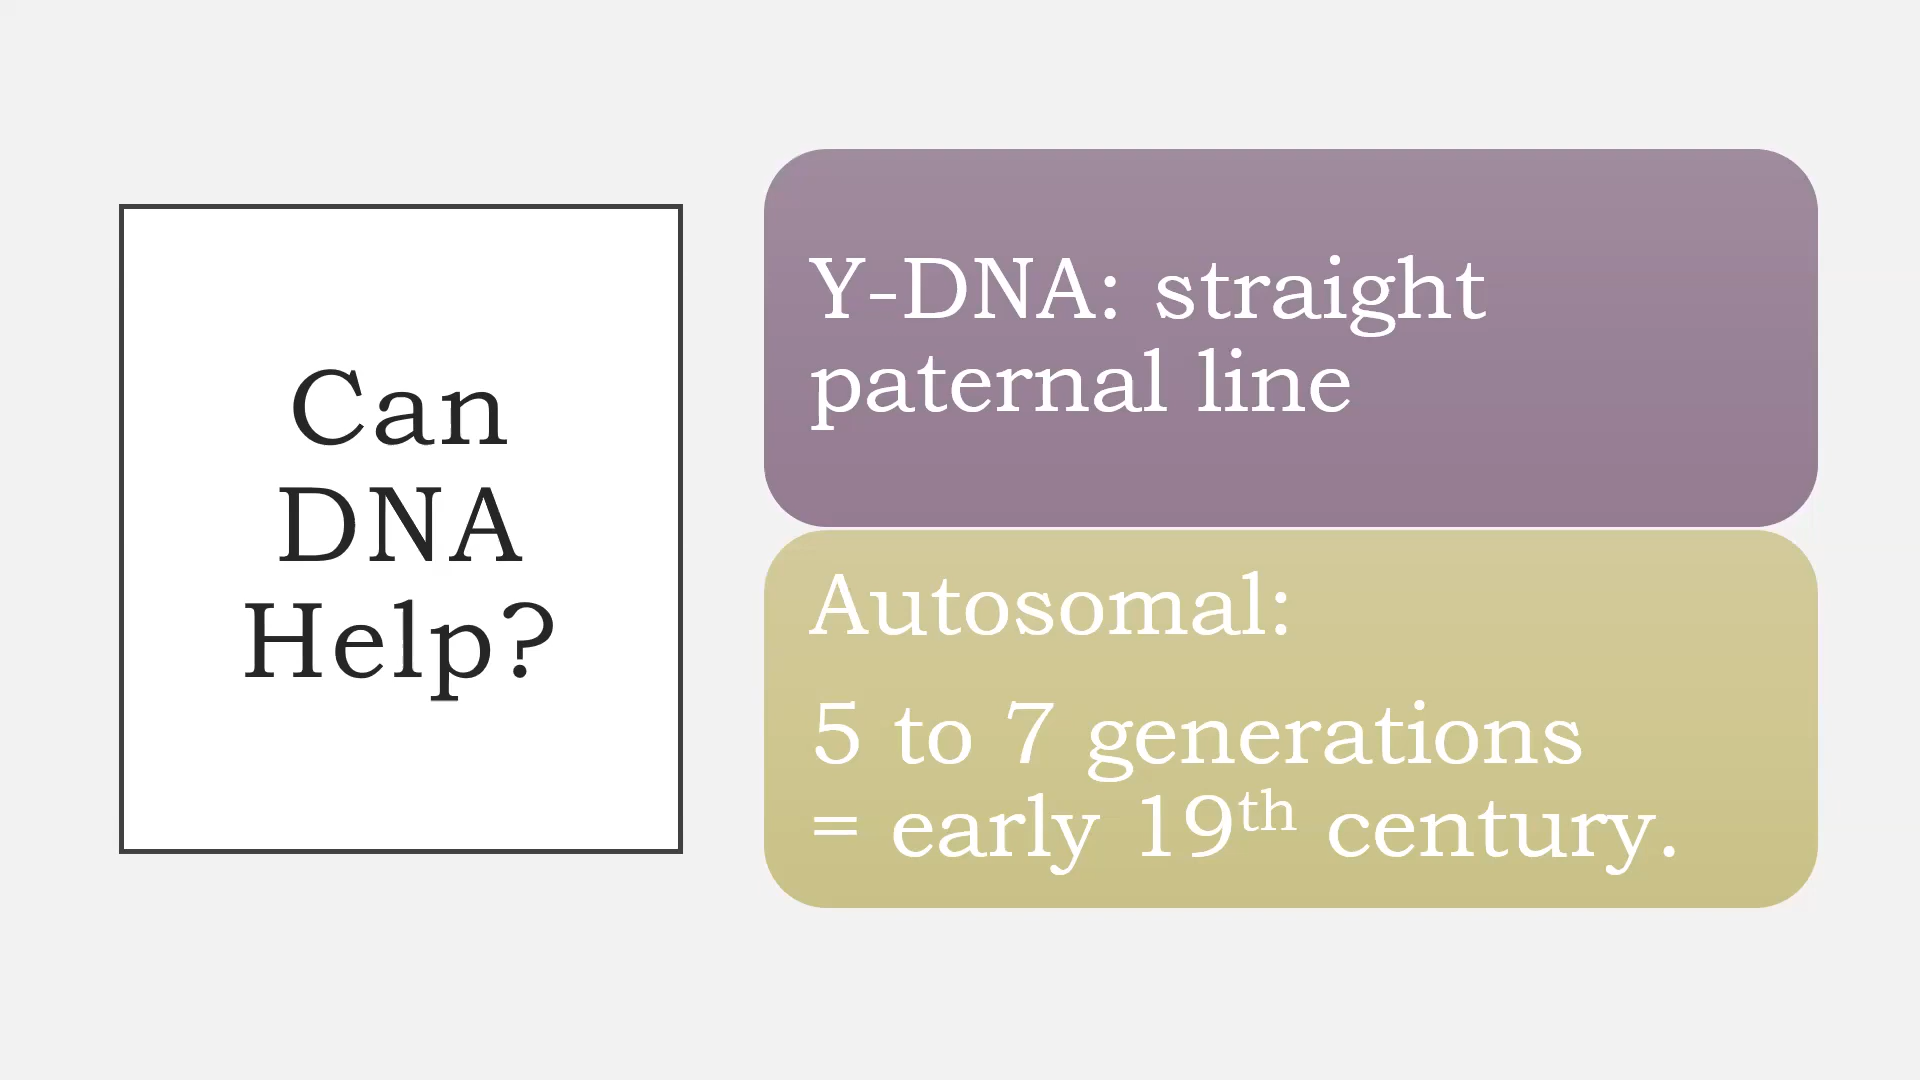 Can
DNA
Help?
Y-DNA: straight
paternal line
Autosomal:
5 to 7 generations
= early 19th century.